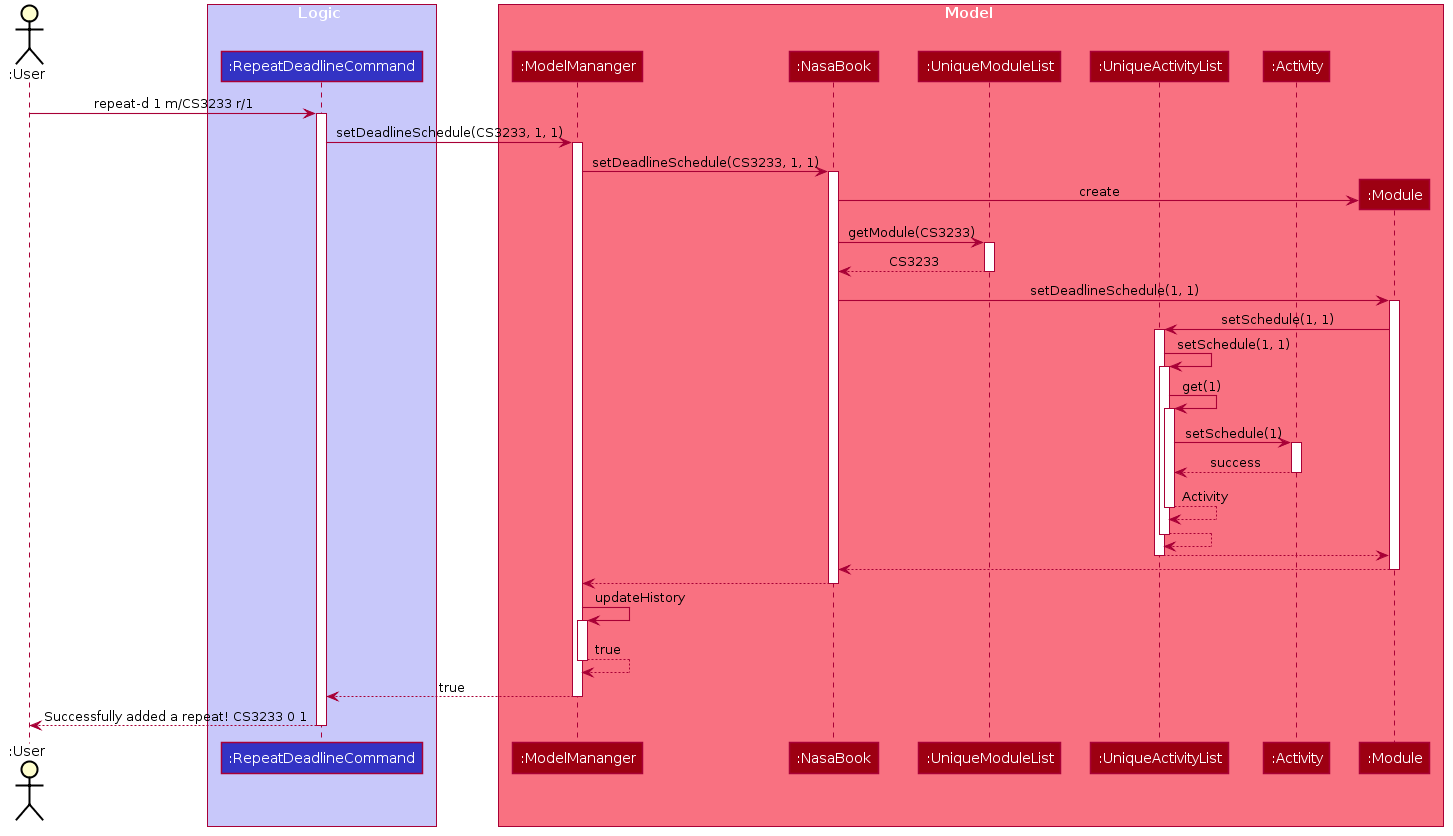 Logic
Model
:User
:RepeatDeadlineCommand
:ModelMananger
:NasaBook
:UniqueModuleList
:UniqueActivityList
:Activity
repeat-d 1 m/CS3233 r/1
setDeadlineSchedule(CS3233, 1, 1)
setDeadlineSchedule(CS3233, 1, 1)
create
:Module
getModule(CS3233)
CS3233
setDeadlineSchedule(1, 1)
setSchedule(1, 1)
setSchedule(1, 1)
get(1)
setSchedule(1)
success
Activity
updateHistory
true
true
Successfully added a repeat! CS3233 0 1
:User
:RepeatDeadlineCommand
:ModelMananger
:NasaBook
:UniqueModuleList
:UniqueActivityList
:Activity
:Module